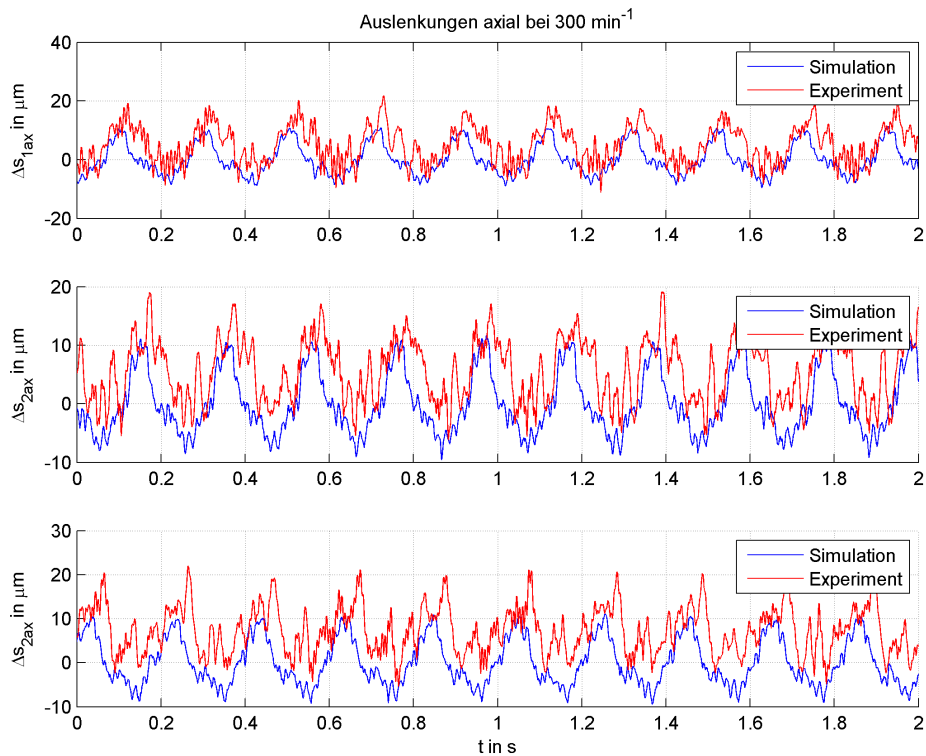 Auslenkungen axial bei 300 min⁻¹
Δs₁ₐₓ in μm
40
20
0
-20
Simulation
Experiment
0 0.2 0.4 0.6 0.8 1 1.2 1.4 1.6 1.8 2
Δs₂ₐₓ in μm
20
10
0
-10
Simulation
Experiment
0 0.2 0.4 0.6 0.8 1 1.2 1.4 1.6 1.8 2
Δs₂ₐₓ in μm
30
20
10
0
-10
Simulation
Experiment
0 0.2 0.4 0.6 0.8 1 1.2 1.4 1.6 1.8 2
t in s